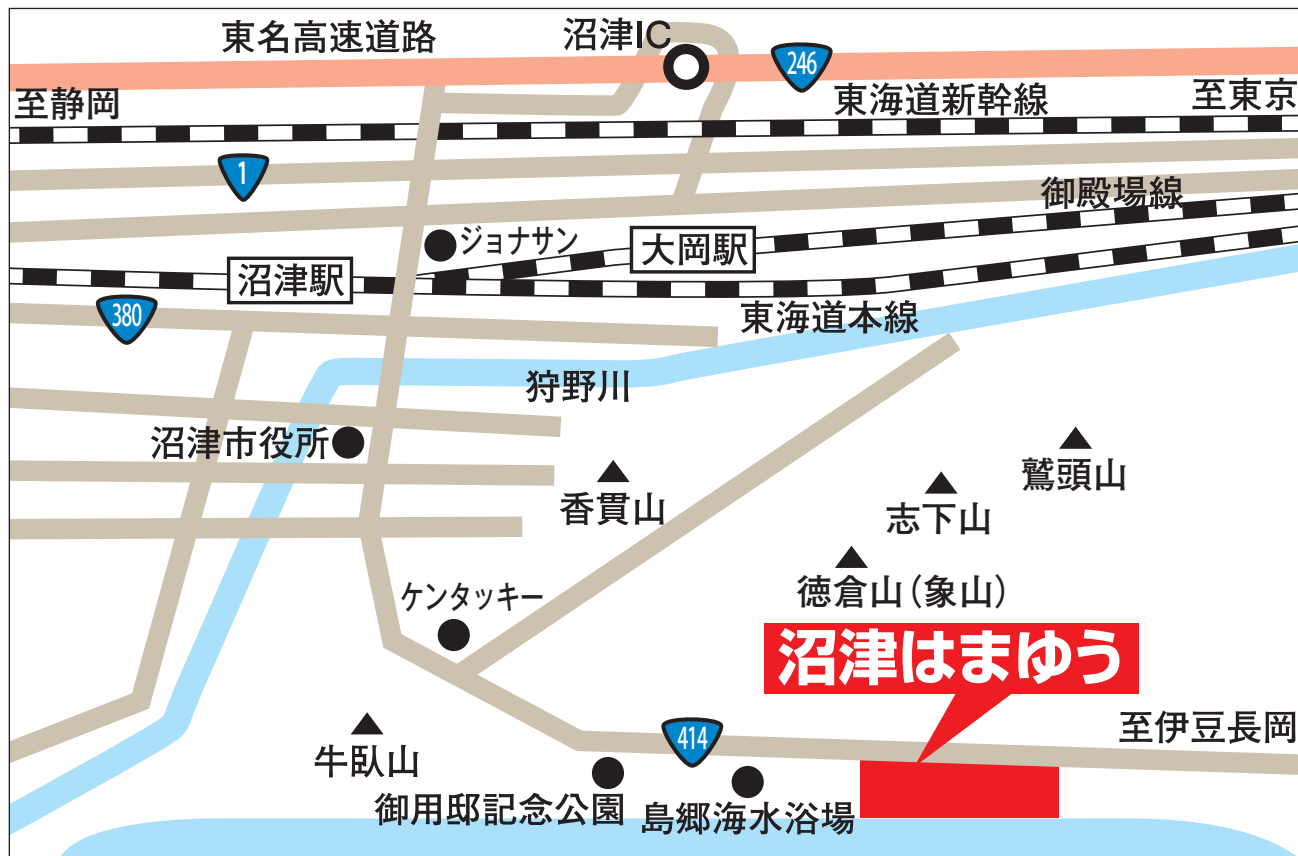 東名高速道路
沼津IC
246
至静岡
東海道新幹線
至東京
1
御殿場線
ジョナサン
大岡駅
沼津駅
380
東海道本線
狩野川
沼津市役所
香貫山
鷲頭山
志下山
徳倉山(象山)
ケンタッキー
沼津はまゆう
414
至伊豆長岡
牛臥山
御用邸記念公園
島郷海水浴場